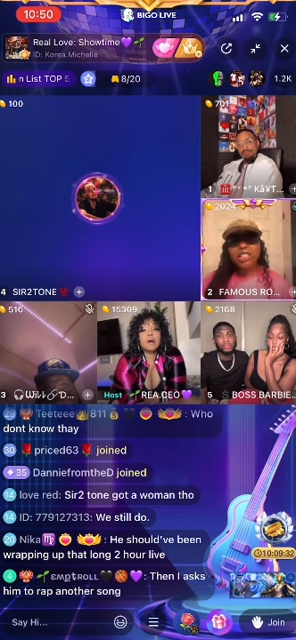 10:50
BIGO LIVE
Real Love: Showtime💜🌱
ID: Korea.Michelle
n List TOP 5
8/20
1.2K
100
701
1
4 SIR2TONE
2024
2 FAMOUS RO...
516
15309
2168
3
Host REA.CEO
5 BOSS BARBIE...
28 Teeteee 811 : Who
dont know thay
30 priced63 🌹 joined
35 DanniefromtheD joined
14 love red: Sir2 tone got a woman tho
14 ID: 779127313: We still do.
20 Nika : He should've been
wrapping up that long 2 hour live
4 : Then I asks
him to rap another song
10:09:32
Say Hi...
Join